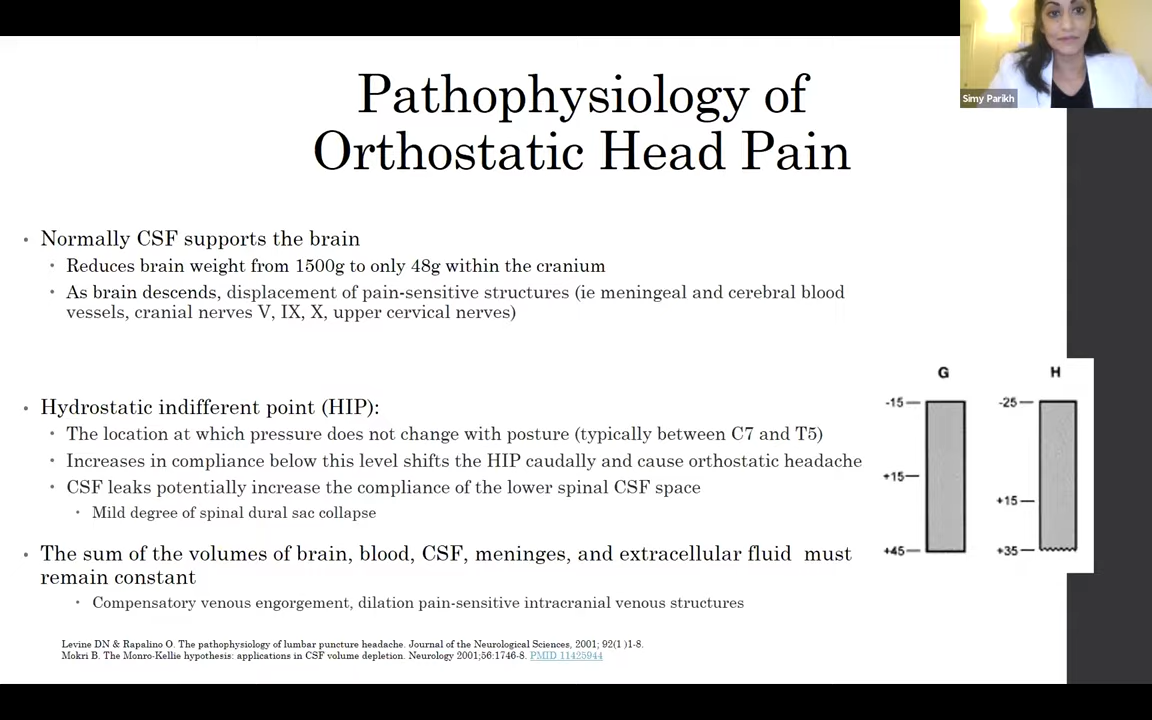 Simy Parikh
Pathophysiology of
Orthostatic Head Pain
• Normally CSF supports the brain
• Reduces brain weight from 1500g to only 48g within the cranium
• As brain descends, displacement of pain-sensitive structures (ie meningeal and cerebral blood
vessels, cranial nerves V, IX, X, upper cervical nerves)
• Hydrostatic indifferent point (HIP):
• The location at which pressure does not change with posture (typically between C7 and T5)
• Increases in compliance below this level shifts the HIP caudally and cause orthostatic headache
• CSF leaks potentially increase the compliance of the lower spinal CSF space
• Mild degree of spinal dural sac collapse
• The sum of the volumes of brain, blood, CSF, meninges, and extracellular fluid must
remain constant
• Compensatory venous engorgement, dilation pain-sensitive intracranial venous structures
G H
-15 -25
+15 +15
+45 +35
Levine DN & Rapalino O. The pathophysiology of lumbar puncture headache. Journal of the Neurological Sciences, 2001; 92(1 )1-8.
Mokri B. The Monro-Kellie hypothesis: applications in CSF volume depletion. Neurology 2001;56:1746-8. PMID 11425944